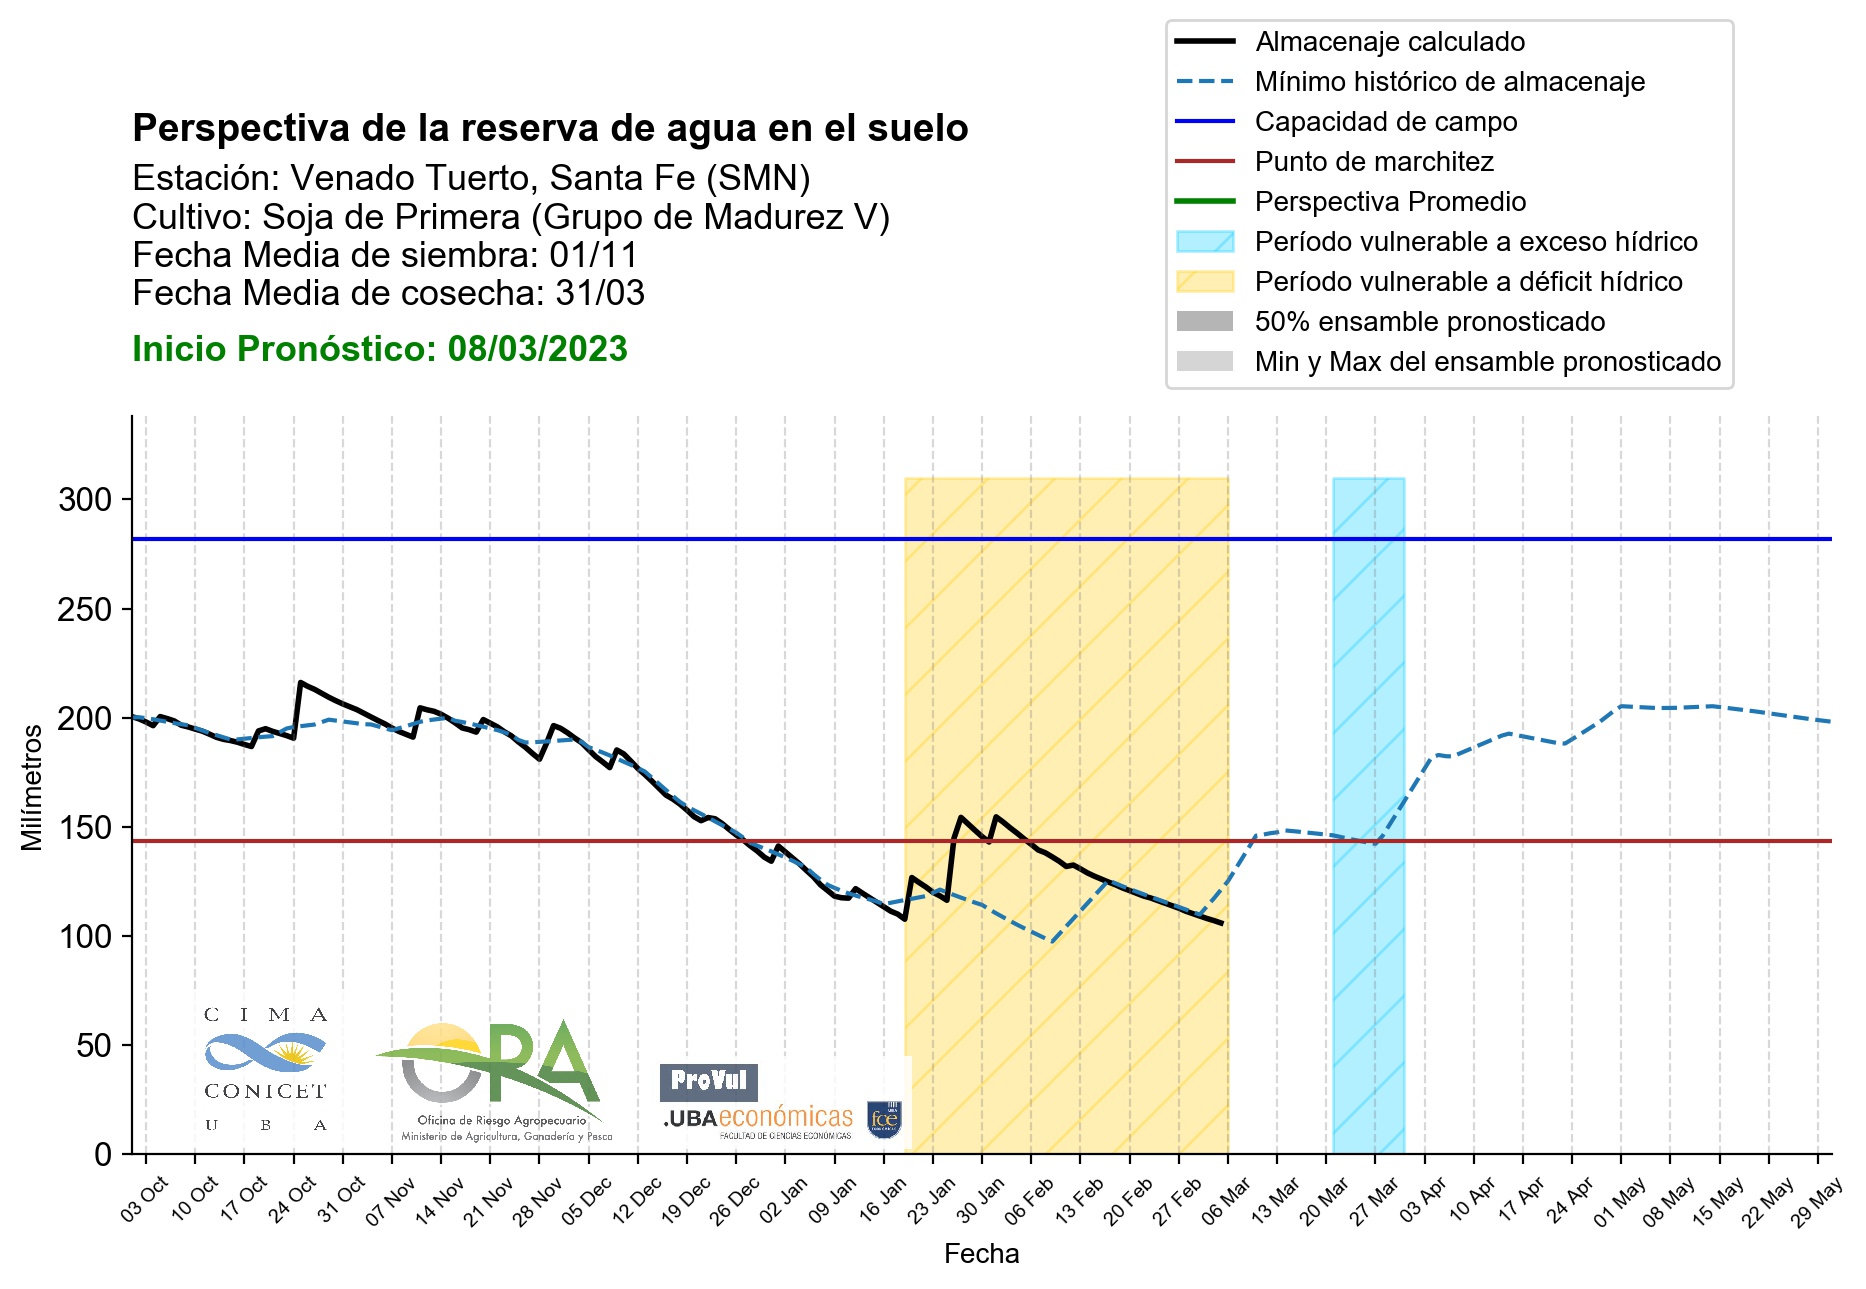 Almacenaje calculado
Mínimo histórico de almacenaje
Capacidad de campo
Punto de marchitez
Perspectiva Promedio
Período vulnerable a exceso hídrico
Período vulnerable a déficit hídrico
50% ensamble pronosticado
Min y Max del ensamble pronosticado
Perspectiva de la reserva de agua en el suelo
Estación: Venado Tuerto, Santa Fe (SMN)
Cultivo: Soja de Primera (Grupo de Madurez V)
Fecha Media de siembra: 01/11
Fecha Media de cosecha: 31/03
Inicio Pronóstico: 08/03/2023
300
250
200
150
100
50
0
Milímetros
C I M A
CONICET
U B A
ORA
Oficina de Riesgo Agropecuario
Ministerio de Agricultura, Ganadería y Pesca
ProVul
.UBAeconómicas
FACULTAD DE CIENCIAS ECONÓMICAS
UBA
fce
ECONÓMICAS
03 Oct 10 Oct 17 Oct 24 Oct 31 Oct 07 Nov 14 Nov 21 Nov 28 Nov 05 Dec 12 Dec 19 Dec 26 Dec 02 Jan 09 Jan 16 Jan 23 Jan 30 Jan 06 Feb 13 Feb 20 Feb 27 Feb 06 Mar 13 Mar 20 Mar 27 Mar 03 Apr 10 Apr 17 Apr 24 Apr 01 May 08 May 15 May 22 May 29 May
Fecha